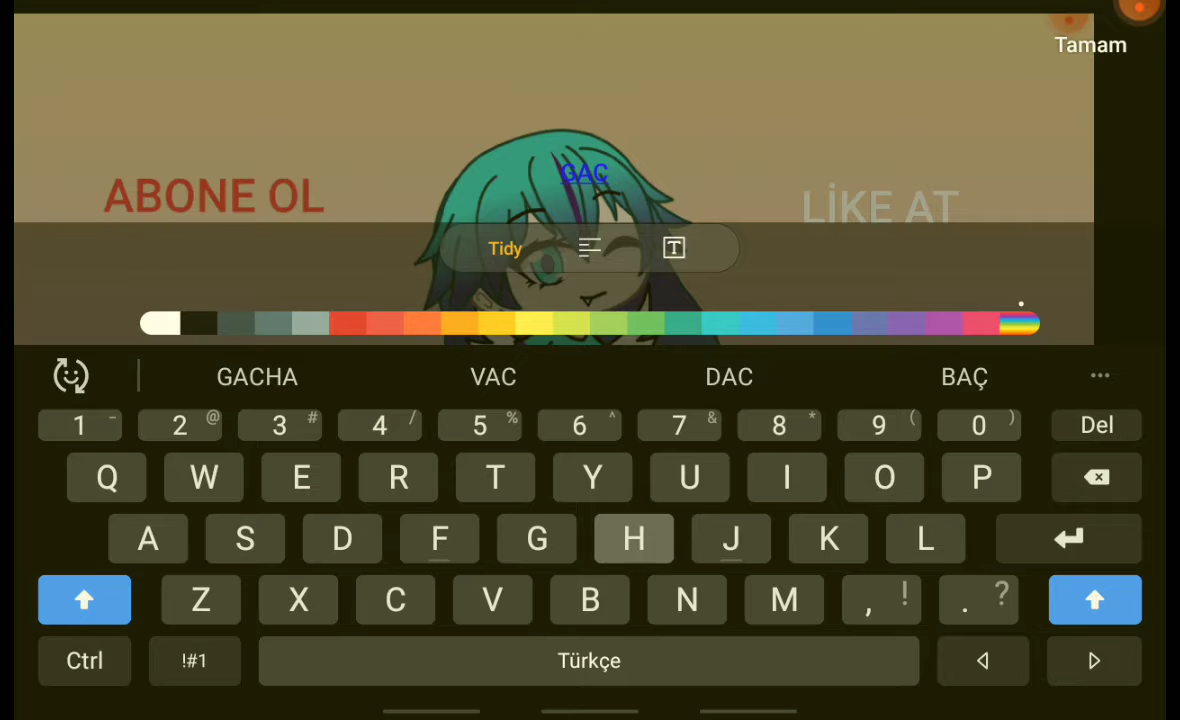 Tamam
ABONE OL
GAC
LİKE AT
Tidy
T
GACHA VAC DAC BAÇ ...
1 - 2 @ 3 # 4 / 5 % 6 ^ 7 & 8 * 9 ( 0 ) Del
Q W E R T Y U I O P
A S D F G H J K L
Z X C V B N M , ! . ?
Ctrl !#1 Türkçe